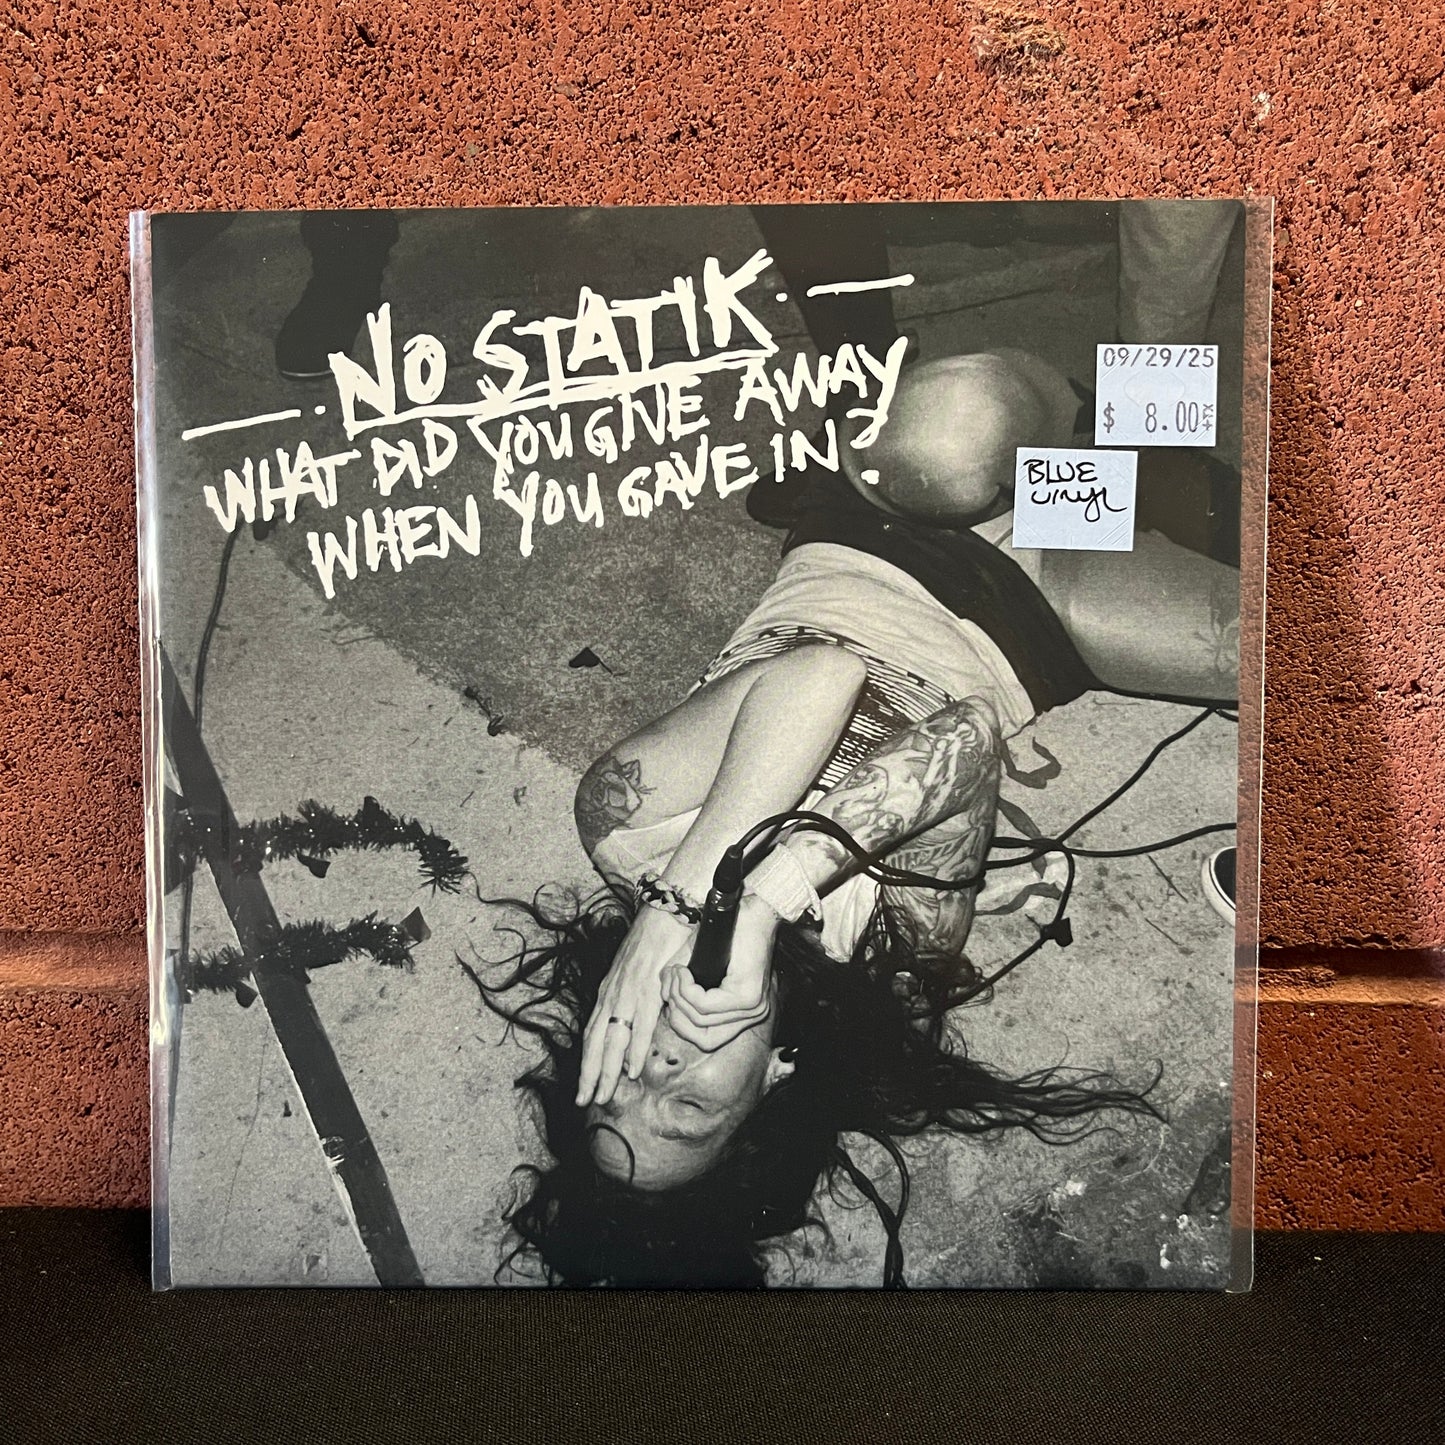 NO STATIK
WHAT DID YOU GIVE AWAY
WHEN YOU GAVE IN?
09/29/25
$ 8.00
BLUE
vinyl